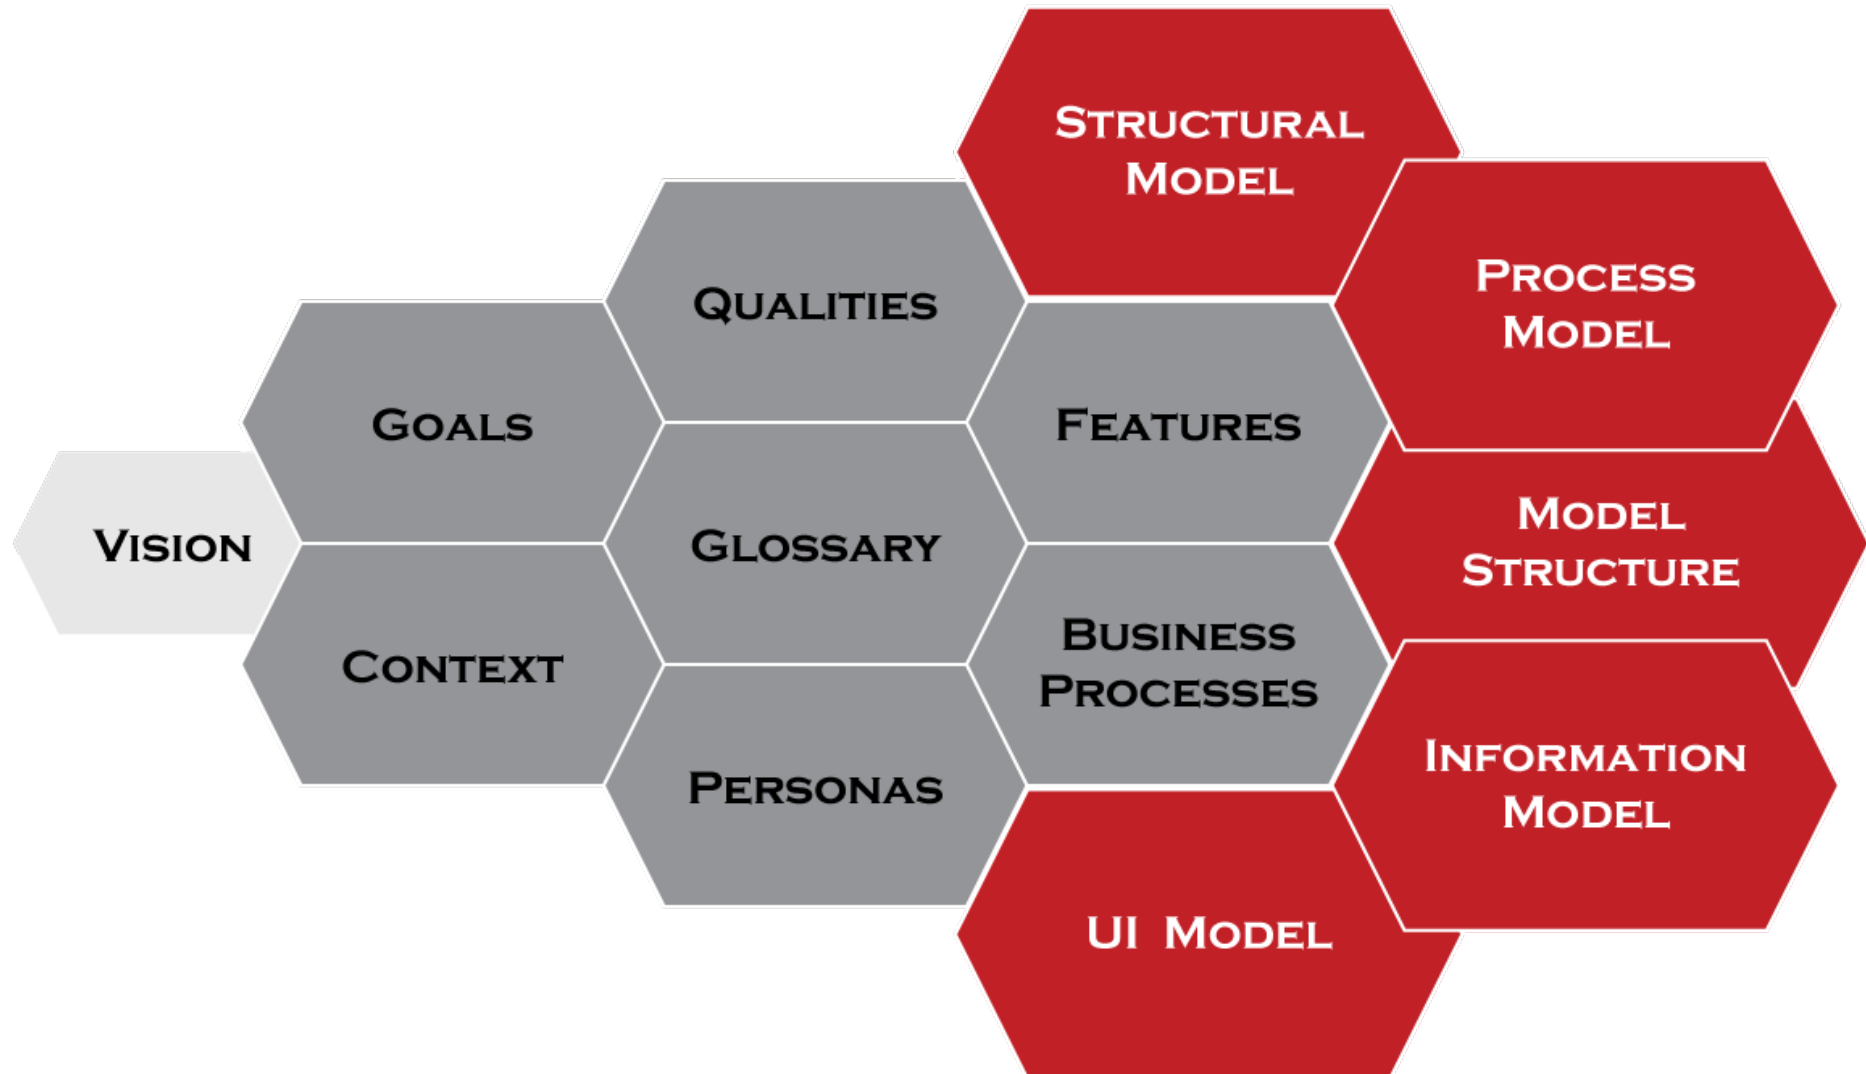 Vision
Goals
Context
Qualities
Glossary
Personas
Structural
Model
Features
Business
Processes
UI Model
Process
Model
Model
Structure
Information
Model